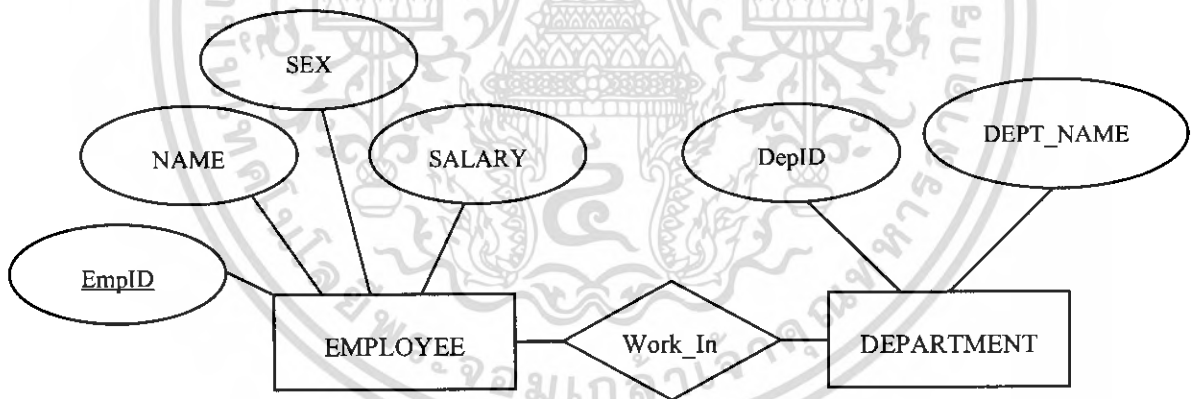 SEX
NAME
SALARY
DepID
DEPT_NAME
EmpID
EMPLOYEE
Work_In
DEPARTMENT